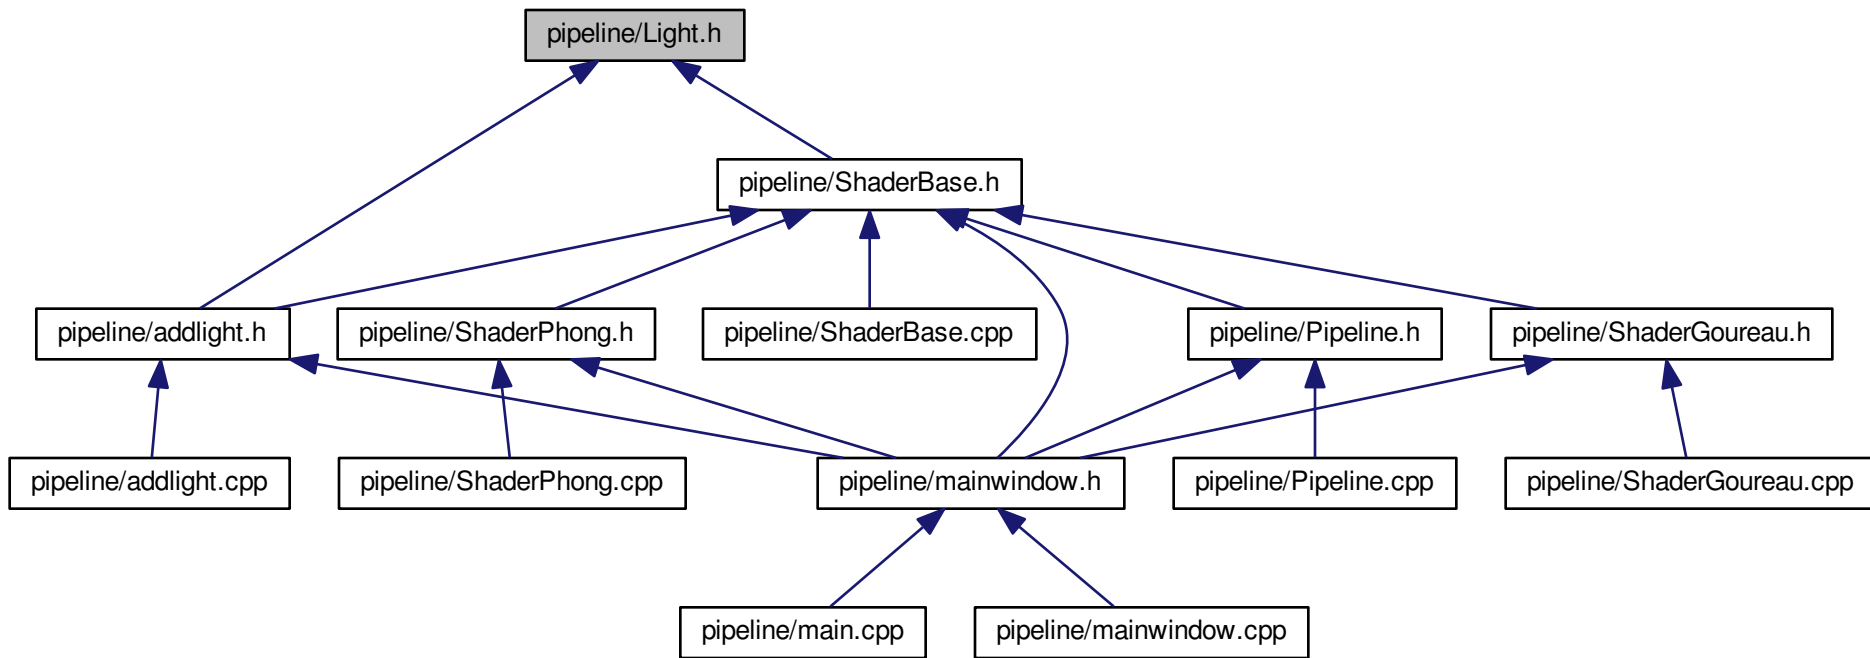 pipeline/Light.h
pipeline/ShaderBase.h
pipeline/addlight.h
pipeline/ShaderPhong.h
pipeline/ShaderBase.cpp
pipeline/Pipeline.h
pipeline/ShaderGoureau.h
pipeline/addlight.cpp
pipeline/ShaderPhong.cpp
pipeline/mainwindow.h
pipeline/Pipeline.cpp
pipeline/ShaderGoureau.cpp
pipeline/main.cpp
pipeline/mainwindow.cpp